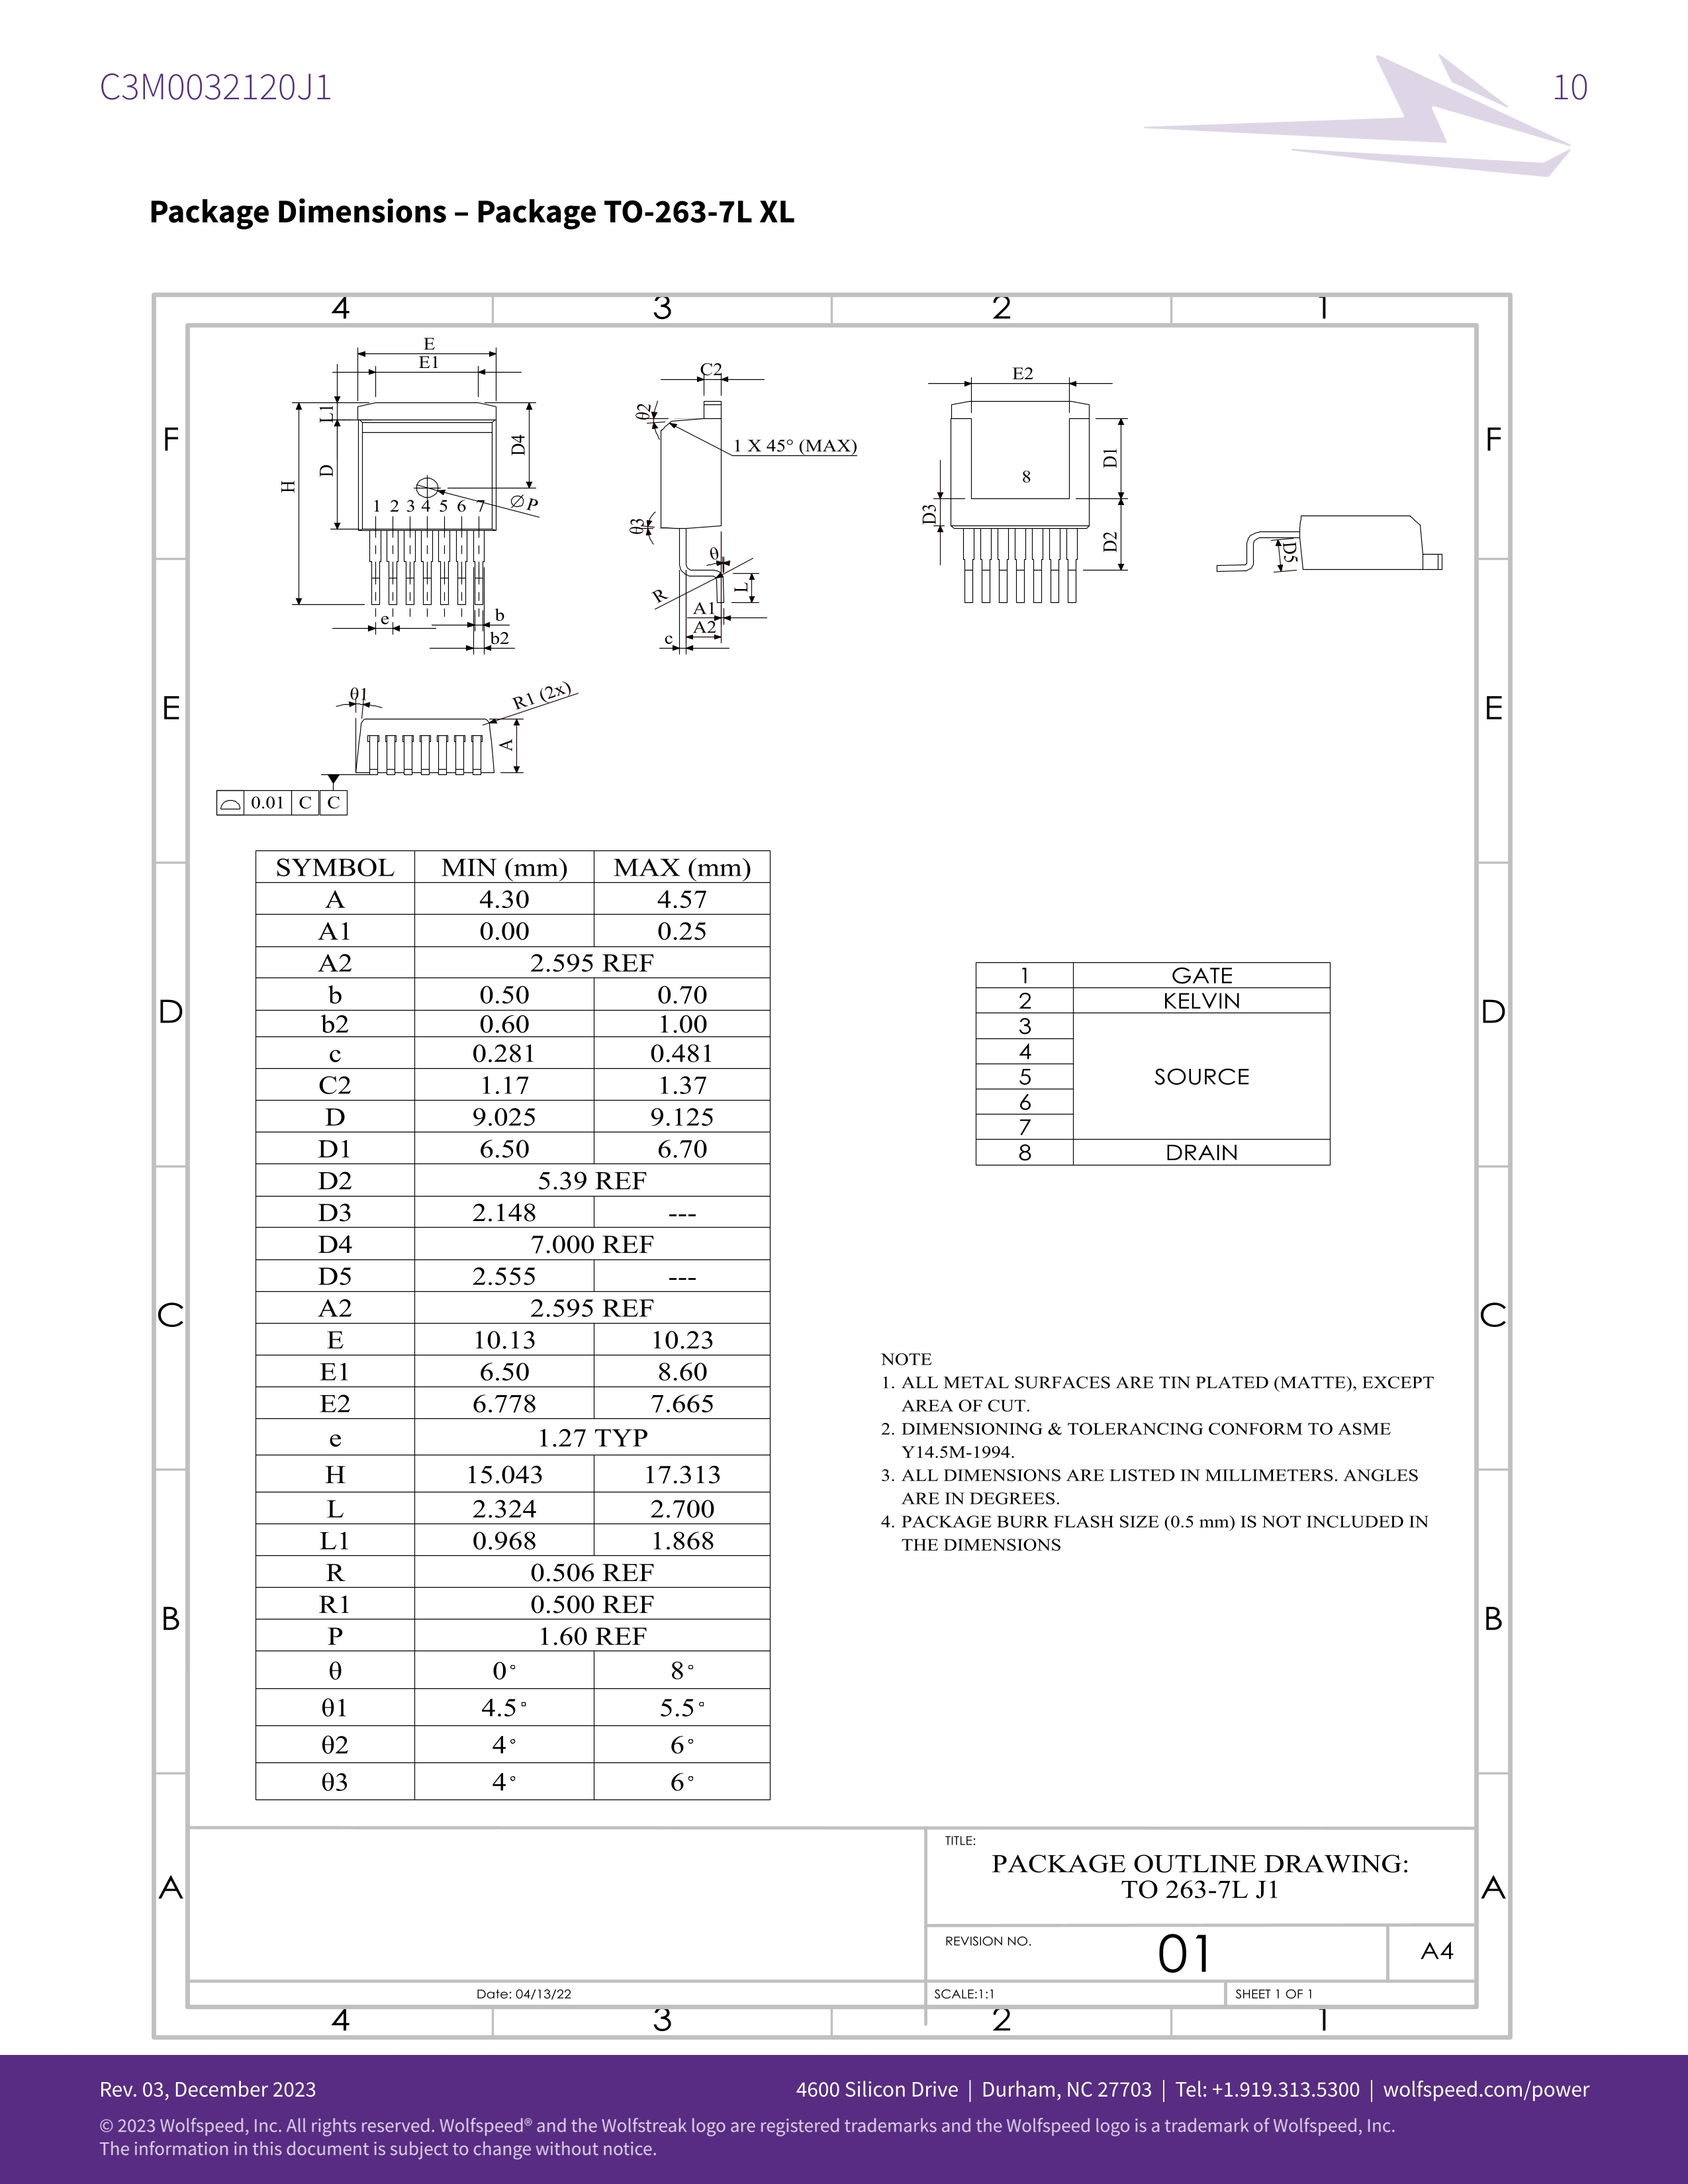 C3M0032120J1
10
Package Dimensions – Package TO-263-7L XL
4 3 2 1
F F
E E
D D
C C
B B
A A
E
E1
L1
D
H
D4
1 2 3 4 5 6 7
∅P
e
b
b2
C2
θ2
1 X 45° (MAX)
θ3
θ
R
L
A1
A2
c
E2
8
D1
D3
D2
D5
θ1
R1 (2x)
A
0.01 C C
SYMBOL MIN (mm) MAX (mm)
A 4.30 4.57
A1 0.00 0.25
A2 2.595 REF
b 0.50 0.70
b2 0.60 1.00
c 0.281 0.481
C2 1.17 1.37
D 9.025 9.125
D1 6.50 6.70
D2 5.39 REF
D3 2.148 ---
D4 7.000 REF
D5 2.555 ---
A2 2.595 REF
E 10.13 10.23
E1 6.50 8.60
E2 6.778 7.665
e 1.27 TYP
H 15.043 17.313
L 2.324 2.700
L1 0.968 1.868
R 0.506 REF
R1 0.500 REF
P 1.60 REF
θ 0° 8°
θ1 4.5° 5.5°
θ2 4° 6°
θ3 4° 6°
1 GATE
2 KELVIN
3
4
5 SOURCE
6
7
8 DRAIN
NOTE
1. ALL METAL SURFACES ARE TIN PLATED (MATTE), EXCEPT
AREA OF CUT.
2. DIMENSIONING & TOLERANCING CONFORM TO ASME
Y14.5M-1994.
3. ALL DIMENSIONS ARE LISTED IN MILLIMETERS. ANGLES
ARE IN DEGREES.
4. PACKAGE BURR FLASH SIZE (0.5 mm) IS NOT INCLUDED IN
THE DIMENSIONS
TITLE:
PACKAGE OUTLINE DRAWING:
TO 263-7L J1
REVISION NO.
01
A4
Date: 04/13/22
SCALE:1:1
SHEET 1 OF 1
4 3 2 1
Rev. 03, December 2023
4600 Silicon Drive | Durham, NC 27703 | Tel: +1.919.313.5300 | wolfspeed.com/power
© 2023 Wolfspeed, Inc. All rights reserved. Wolfspeed® and the Wolfstreak logo are registered trademarks and the Wolfspeed logo is a trademark of Wolfspeed, Inc.
The information in this document is subject to change without notice.